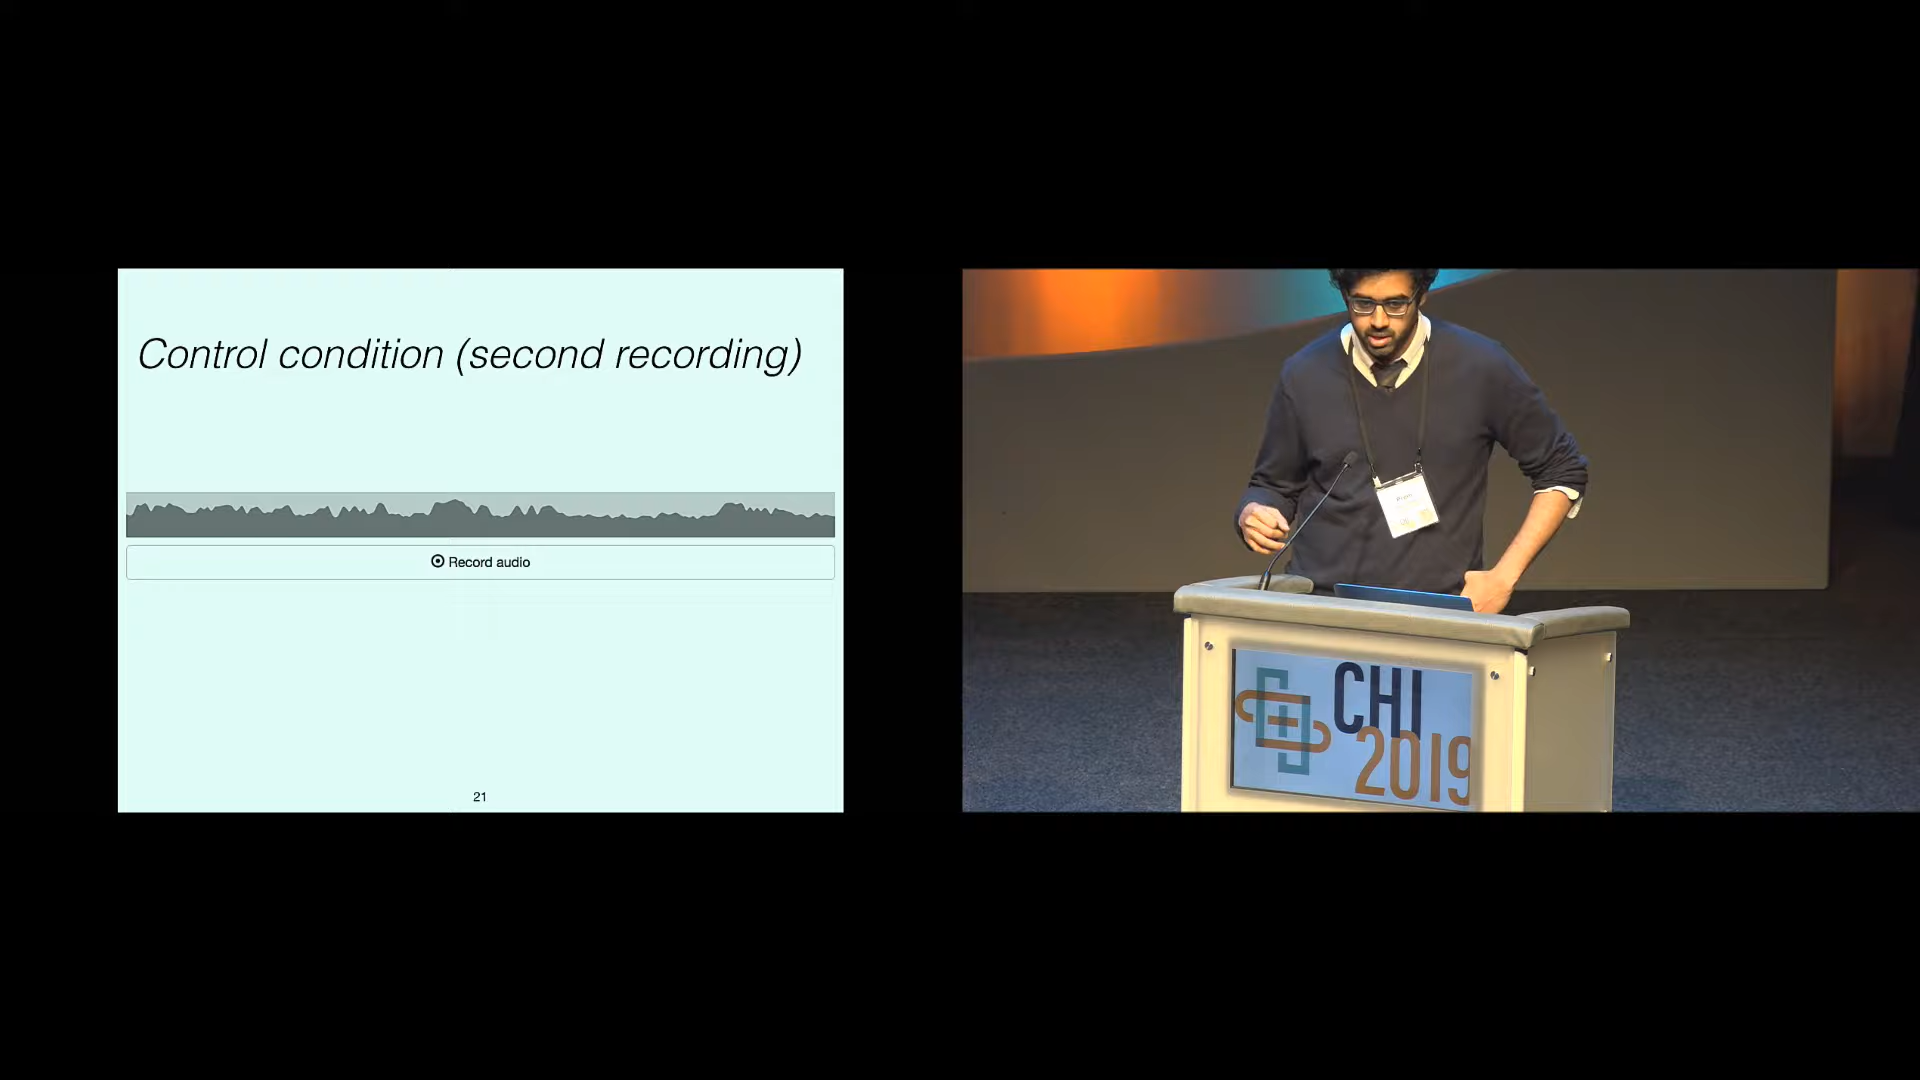 Control condition (second recording)
Record audio
21
CHI
2019